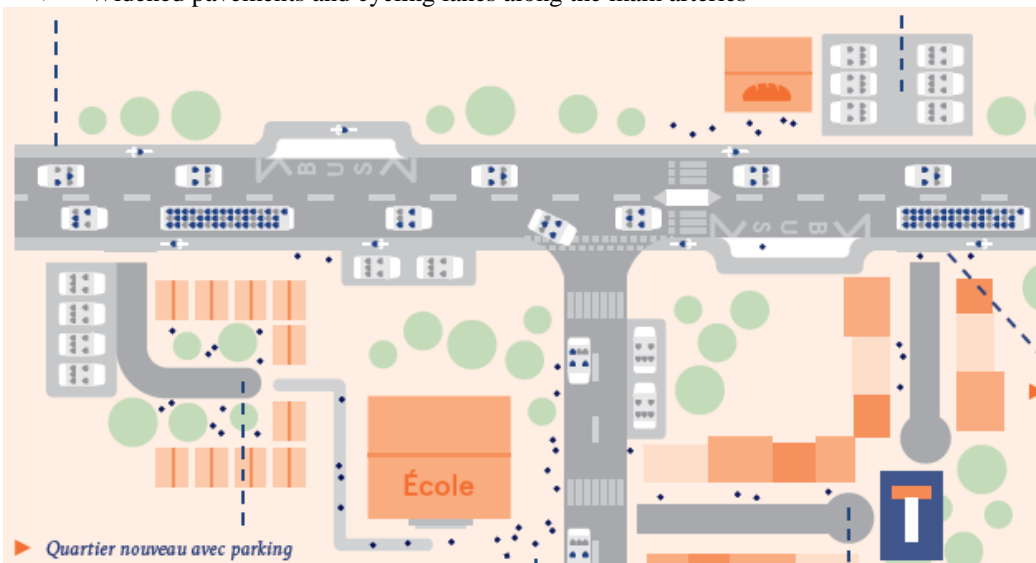 widened pavements and cycling lanes along the main arteries
BUS
BUS
École
Quartier nouveau avec parking